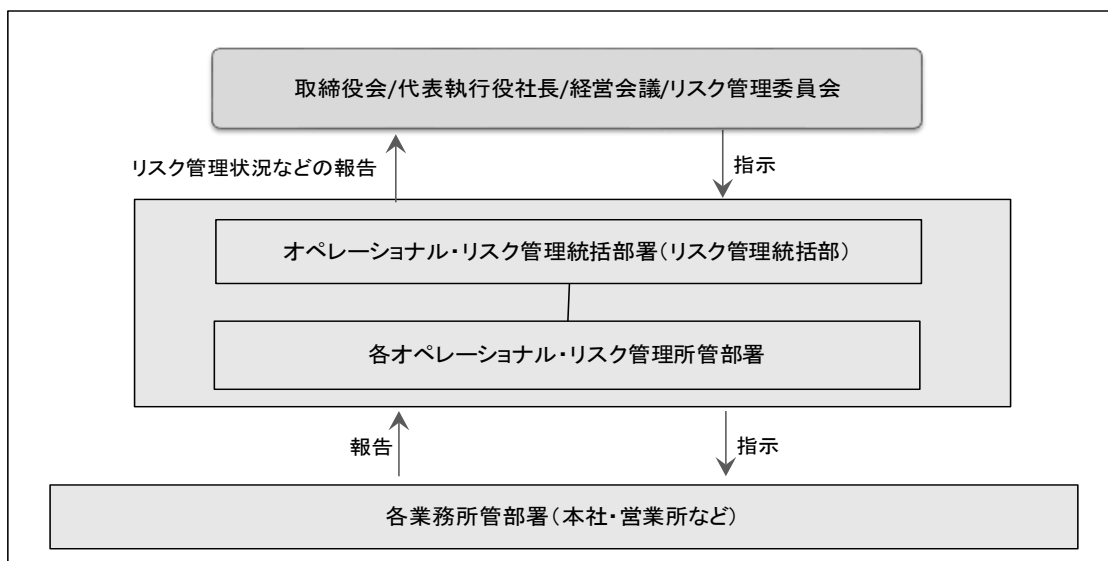 取締役会/代表執行役社長/経営会議/リスク管理委員会
リスク管理状況などの報告
指示
オペレーショナル・リスク管理統括部署(リスク管理統括部)
各オペレーショナル・リスク管理所管部署
報告
指示
各業務所管部署(本社・営業所など)